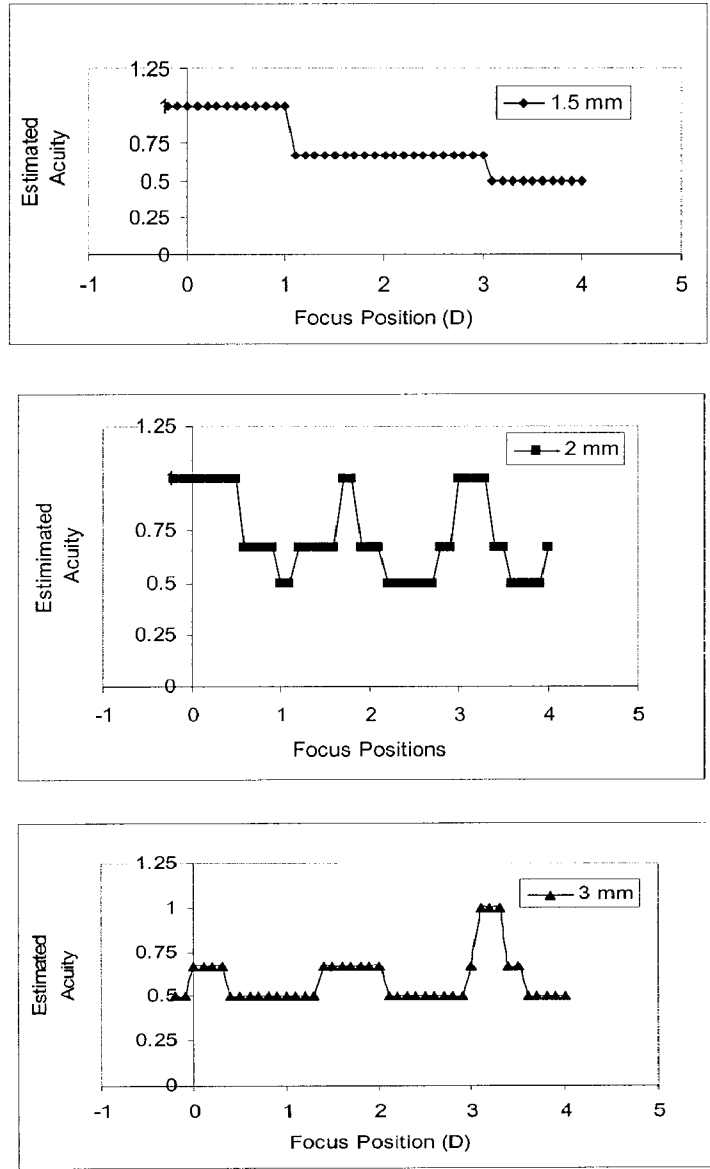 1.25
1
0.75
0.5
0.25
0
-1 0 1 2 3 4 5
Estimated
Acuity
Focus Position (D)
1.5 mm
1.25
1
0.75
0.5
0.25
0
-1 0 1 2 3 4 5
Estimimated
Acuity
Focus Positions
2 mm
1.25
1
0.75
0.5
0.25
0
-1 0 1 2 3 4 5
Estimated
Acuity
Focus Position (D)
3 mm